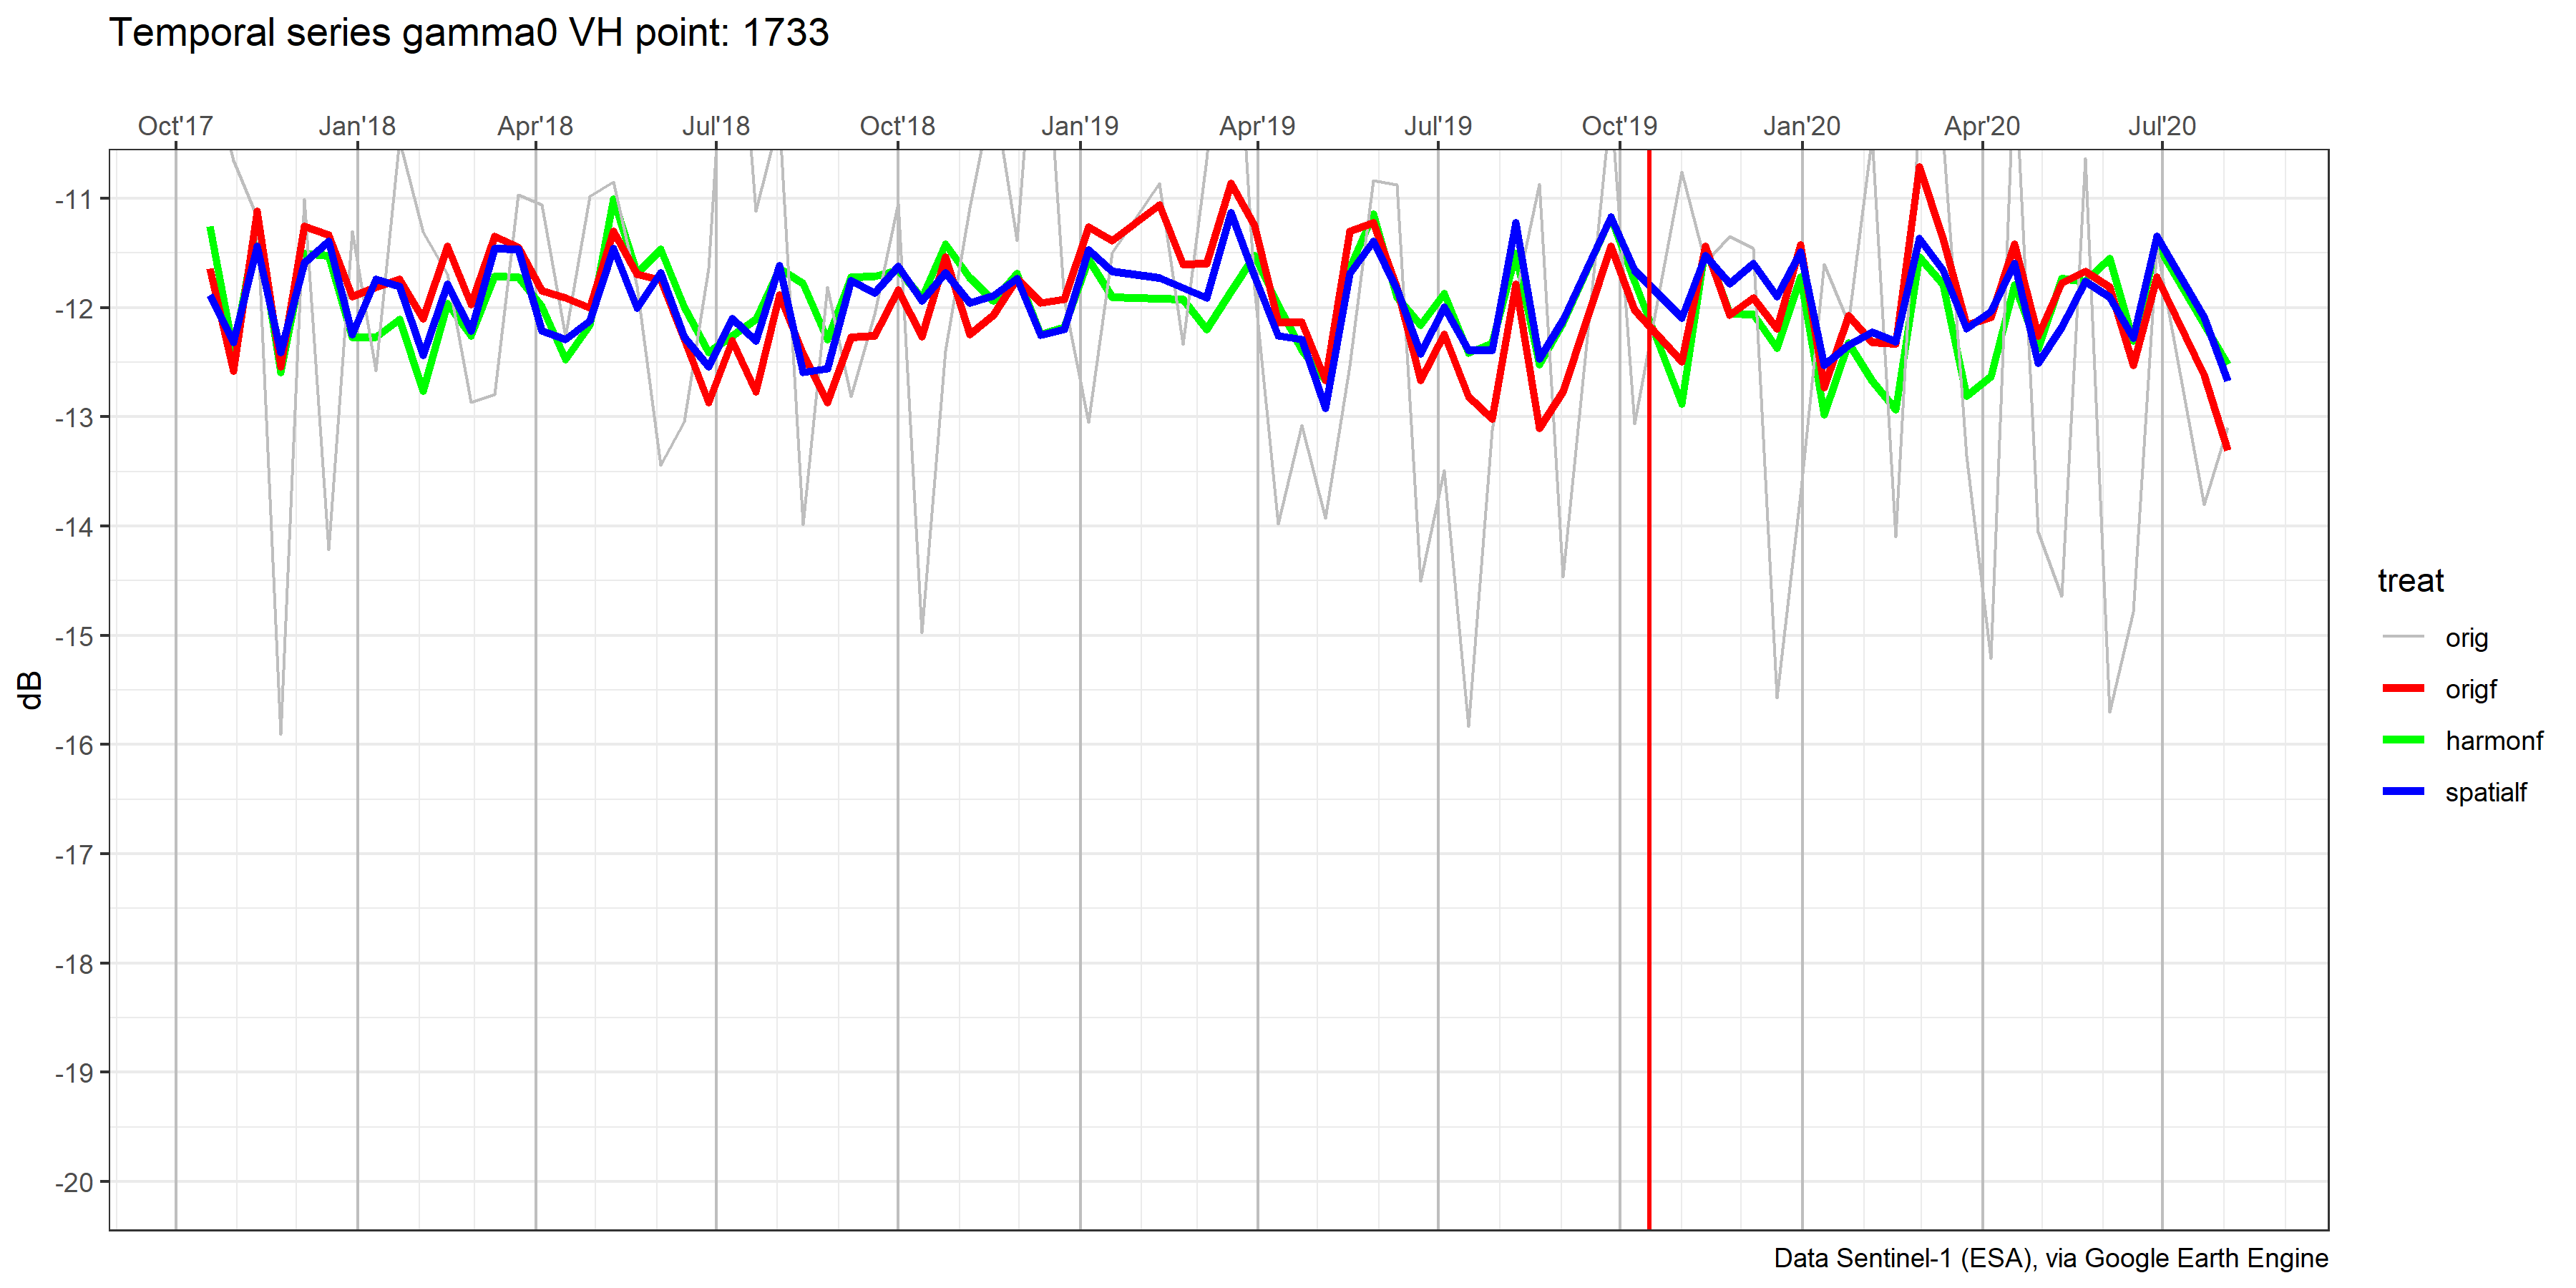 Temporal series gamma0 VH point: 1733
Oct'17 Jan'18 Apr'18 Jul'18 Oct'18 Jan'19 Apr'19 Jul'19 Oct'19 Jan'20 Apr'20 Jul'20
-11
-12
-13
-14
-15
-16
-17
-18
-19
-20
dB
treat
orig
origf
harmonf
spatialf
Data Sentinel-1 (ESA), via Google Earth Engine